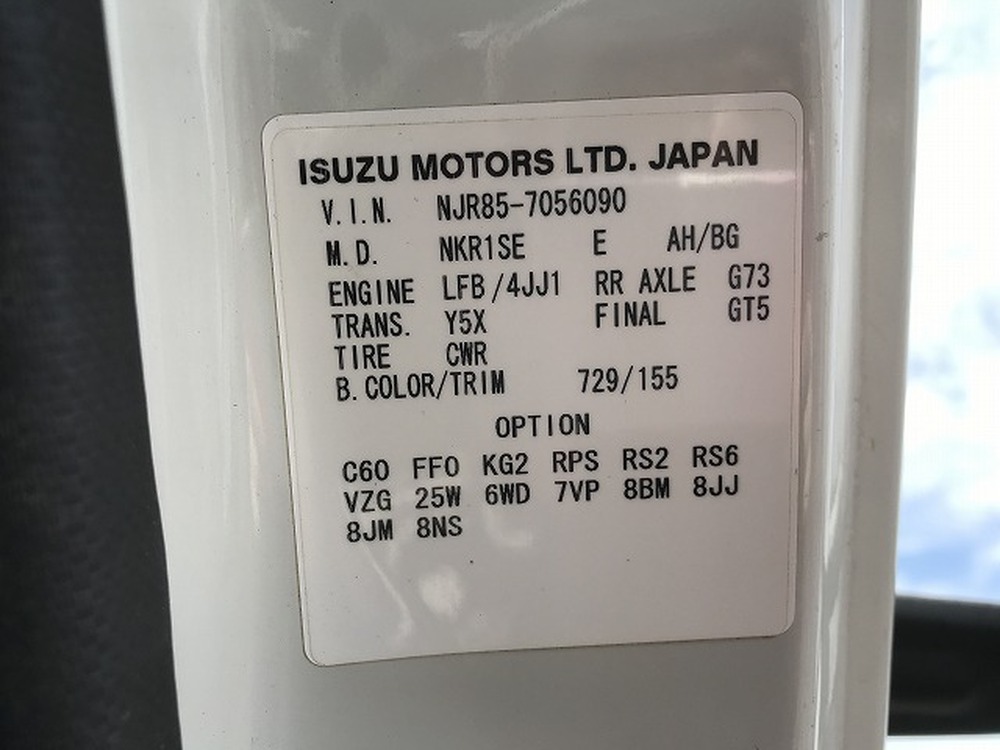 ISUZU MOTORS LTD. JAPAN
V.I.N. NJR85-7056090
M.D. NKR1SE E AH/BG
ENGINE LFB/4JJ1 RR AXLE G73
TRANS. Y5X FINAL GT5
TIRE CWR
B.COLOR/TRIM 729/155
OPTION
C60 FF0 KG2 RPS RS2 RS6
VZG 25W 6WD 7VP 8BM 8JJ
8JM 8NS